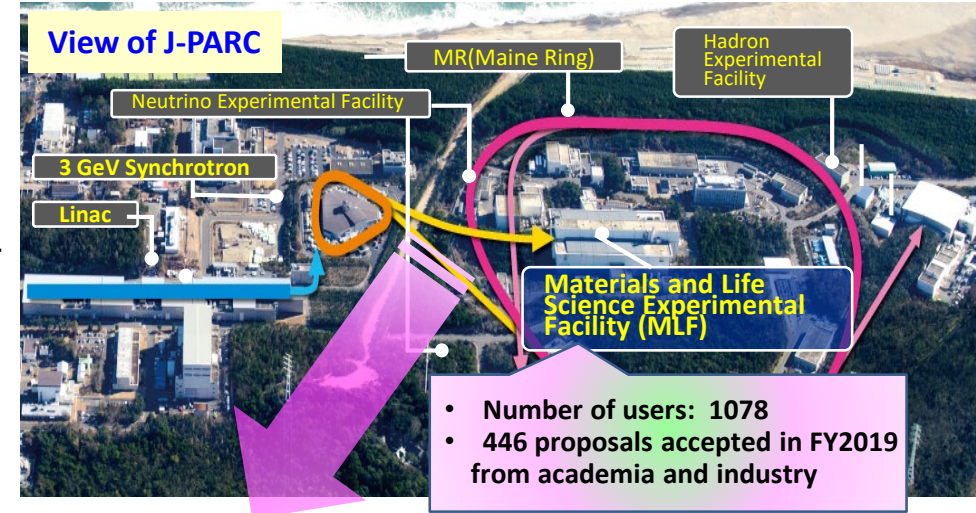 View of J-PARC
MR(Maine Ring)
Hadron
Experimental
Facility
Neutrino Experimental Facility
3 GeV Synchrotron
Linac
Materials and Life
Science Experimental
Facility (MLF)
• Number of users: 1078
• 446 proposals accepted in FY2019
from academia and industry